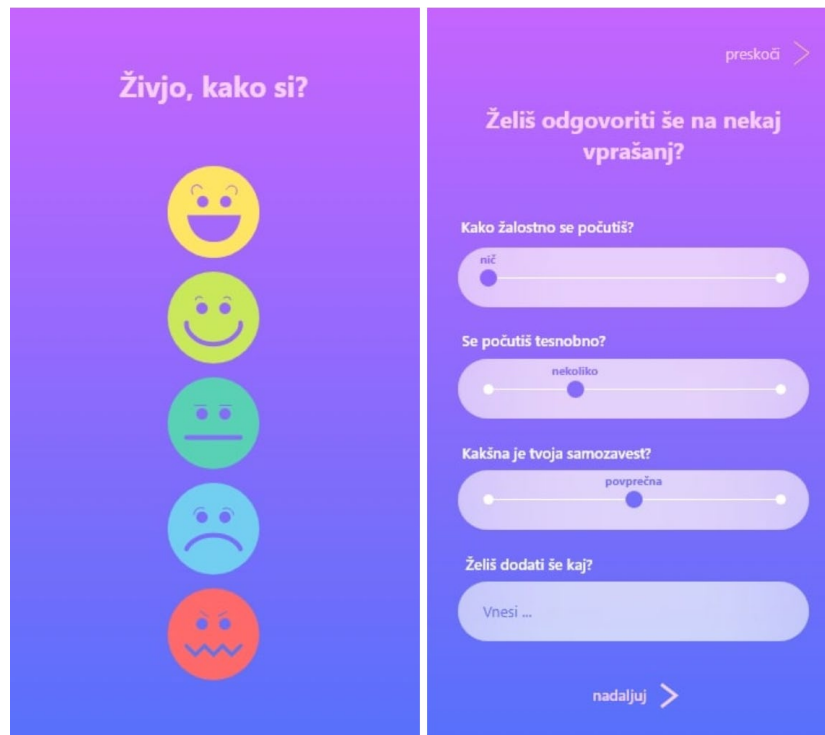 Živjo, kako si?
preskoči
Želiš odgovoriti še na nekaj
vprašanj?
Kako žalostno se počutiš?
nič
Se počutiš tesnobno?
nekoliko
Kakšna je tvoja samozavest?
povprečna
Želiš dodati še kaj?
Vnesi ...
nadaljuj